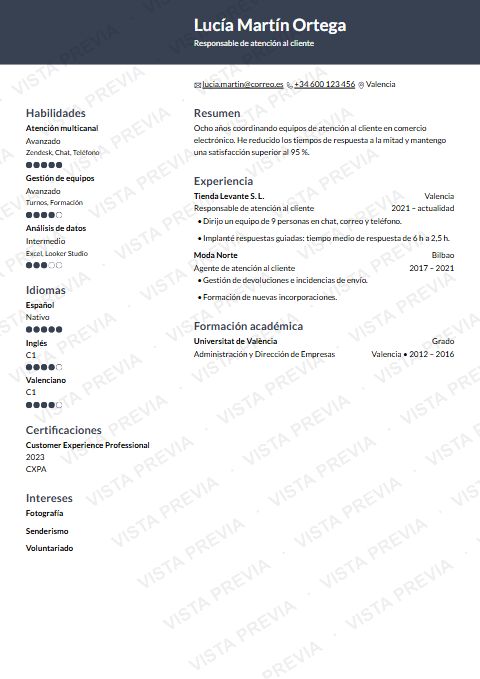 Lucía Martín Ortega
Responsable de atención al cliente
lucia.martin@correo.es +34 600 123 456 Valencia
Habilidades
Atención multicanal
Avanzado
Zendesk, Chat, Teléfono
Gestión de equipos
Avanzado
Turnos, Formación
Análisis de datos
Intermedio
Excel, Looker Studio
Idiomas
Español
Nativo
Inglés
C1
Valenciano
C1
Certificaciones
Customer Experience Professional
2023
CXPA
Intereses
Fotografía
Senderismo
Voluntariado
Resumen
Ocho años coordinando equipos de atención al cliente en comercio
electrónico. He reducido los tiempos de respuesta a la mitad y mantengo
una satisfacción superior al 95 %.
Experiencia
Tienda Levante S. L. Valencia
Responsable de atención al cliente 2021 – actualidad
• Dirijo un equipo de 9 personas en chat, correo y teléfono.
• Implanté respuestas guiadas: tiempo medio de respuesta de 6 h a 2,5 h.
Moda Norte Bilbao
Agente de atención al cliente 2017 – 2021
• Gestión de devoluciones e incidencias de envío.
• Formación de nuevas incorporaciones.
Formación académica
Universitat de València Grado
Administración y Dirección de Empresas Valencia • 2012 – 2016
VISTA PREVIA